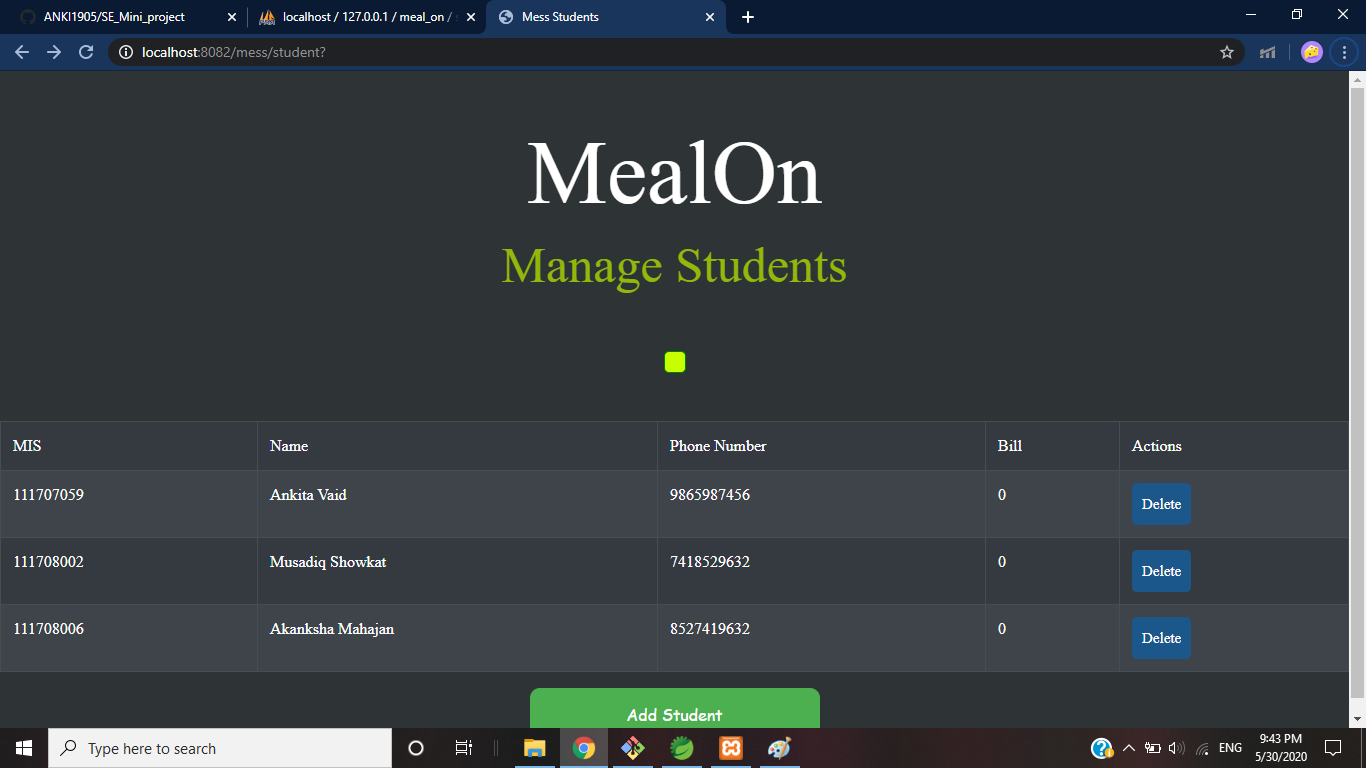 ANKI1905/SE_Mini_project
localhost / 127.0.0.1 / meal_on /
Mess Students
localhost:8082/mess/student?
MealOn
Manage Students
MIS Name Phone Number Bill Actions
111707059 Ankita Vaid 9865987456 0 Delete
111708002 Musadiq Showkat 7418529632 0 Delete
111708006 Akanksha Mahajan 8527419632 0 Delete
Add Student
Type here to search
ENG
9:43 PM
5/30/2020